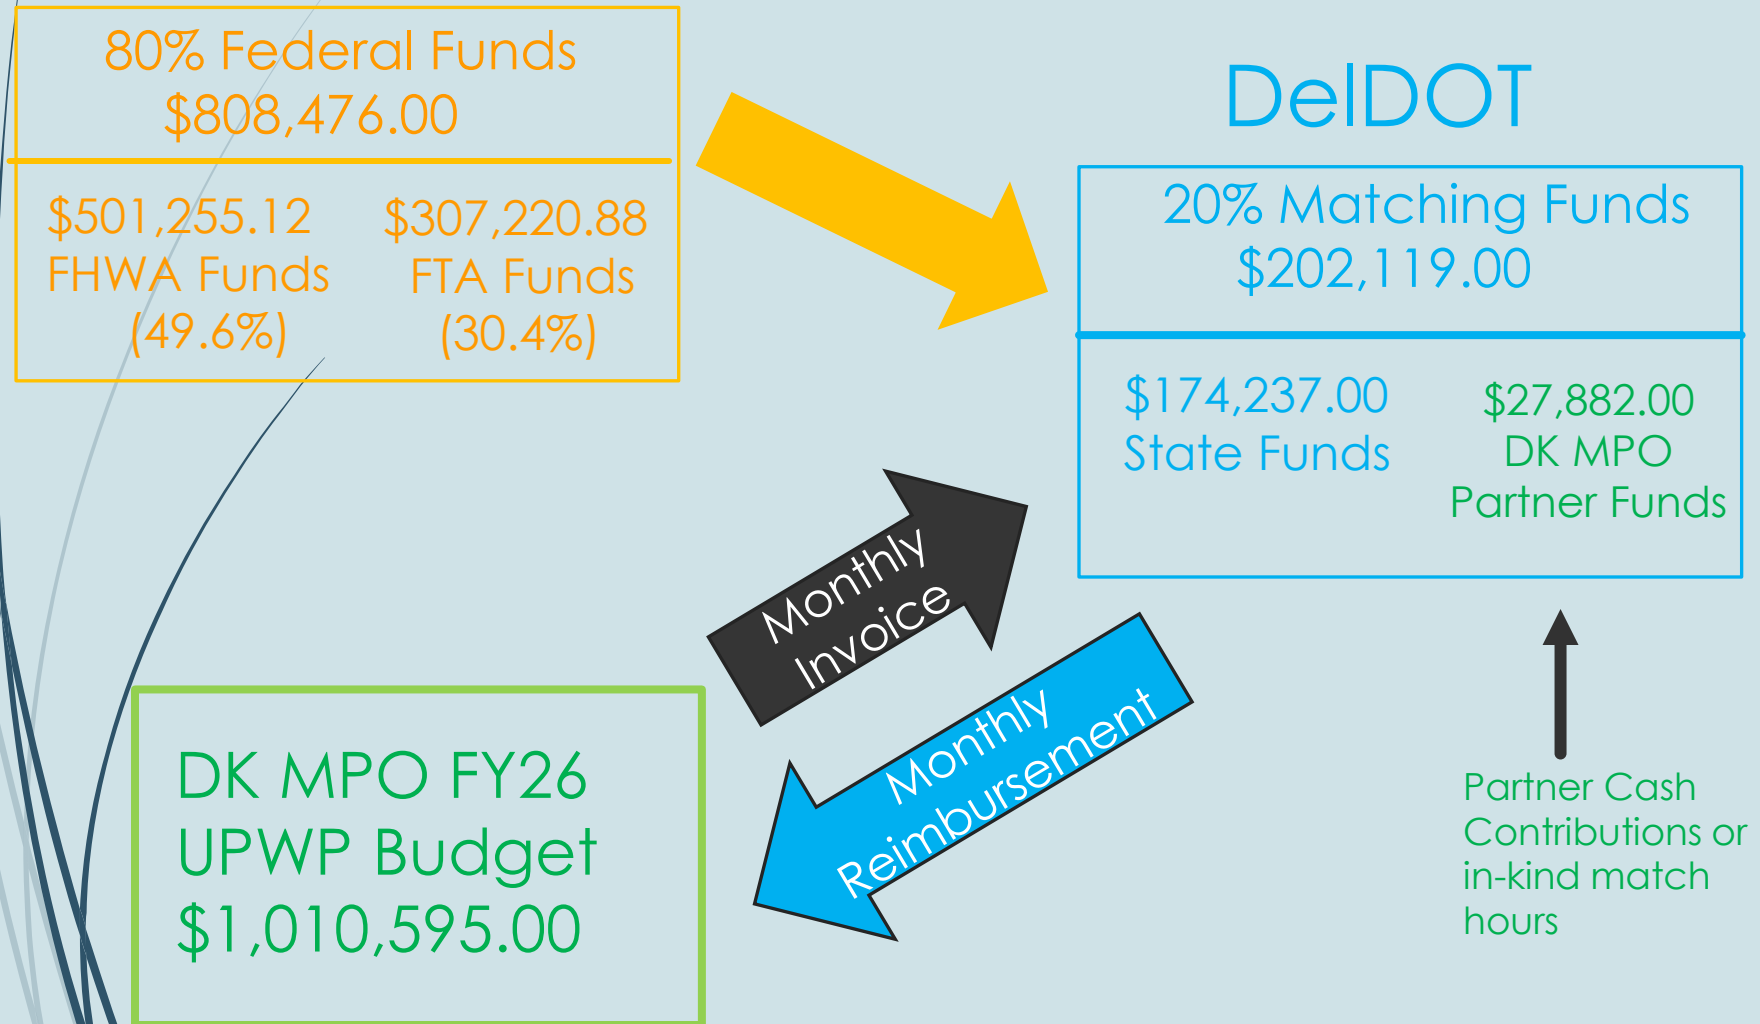 80% Federal Funds
$808,476.00
$501,255.12
FHWA Funds
(49.6%)
$307,220.88
FTA Funds
(30.4%)
DelDOT
20% Matching Funds
$202,119.00
$174,237.00
State Funds
$27,882.00
DK MPO
Partner Funds
Monthly
Invoice
Monthly
Reimbursement
DK MPO FY26
UPWP Budget
$1,010,595.00
Partner Cash
Contributions or
in-kind match
hours